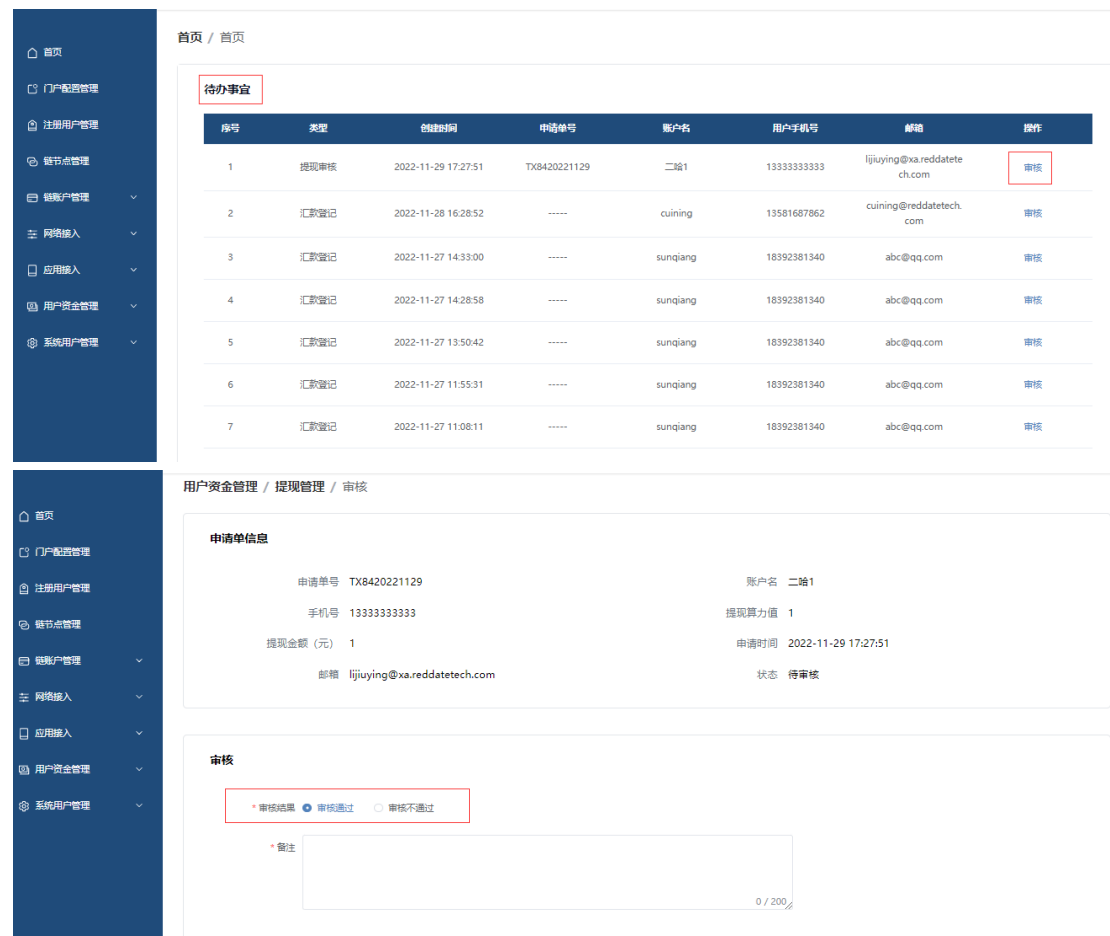 首页
门户配置管理
注册用户管理
链节点管理
链账户管理
网络接入
应用接入
用户资金管理
系统用户管理
首页 / 首页
待办事宜
序号 类型 创建时间 申请单号 账户名 用户手机号 邮箱 操作
1 提现审核 2022-11-29 17:27:51 TX8420221129 二哈1 13333333333 lijiuying@xa.reddatete
ch.com 审核
2 汇款登记 2022-11-28 16:28:52 ----- cuining 13581687862 cuining@reddatetech.
com 审核
3 汇款登记 2022-11-27 14:33:00 ----- sunqiang 18392381340 abc@qq.com 审核
4 汇款登记 2022-11-27 14:28:58 ----- sunqiang 18392381340 abc@qq.com 审核
5 汇款登记 2022-11-27 13:50:42 ----- sunqiang 18392381340 abc@qq.com 审核
6 汇款登记 2022-11-27 11:55:31 ----- sunqiang 18392381340 abc@qq.com 审核
7 汇款登记 2022-11-27 11:08:11 ----- sunqiang 18392381340 abc@qq.com 审核
首页
门户配置管理
注册用户管理
链节点管理
链账户管理
网络接入
应用接入
用户资金管理
系统用户管理
用户资金管理 / 提现管理 / 审核
申请单信息
申请单号 TX8420221129 账户名 二哈1
手机号 13333333333 提现算力值 1
提现金额（元） 1 申请时间 2022-11-29 17:27:51
邮箱 lijiuying@xa.reddatetech.com 状态 待审核
审核
* 审核结果 审核通过 审核不通过
* 备注
0 / 200